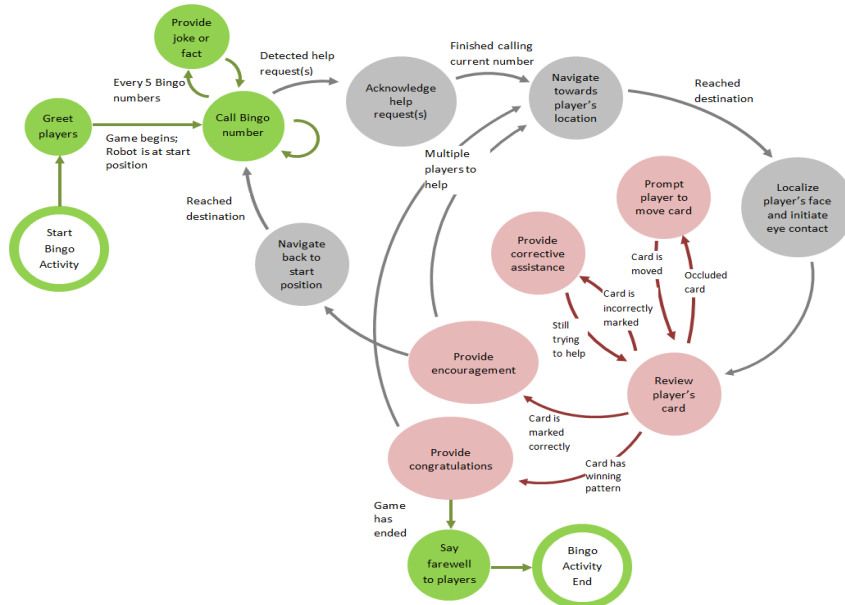 Provide
joke or
fact
Detected help
request(s)
Finished calling
current number
Every 5 Bingo
numbers
Acknowledge
help
request(s)
Navigate
towards
player's
location
Reached
destination
Greet
players
Call Bingo
number
Game begins;
Robot is at start
position
Multiple
players to
help
Reached
destination
Prompt
player to
move card
Localize
player's face
and initiate
eye contact
Start
Bingo
Activity
Navigate
back to
start
position
Provide
corrective
assistance
Card is
moved
Occluded
card
Card is
incorrectly
marked
Still
trying
to help
Provide
encouragement
Review
player's
card
Card is
marked
correctly
Provide
congratulations
Card has
winning
pattern
Game
has
ended
Say
farewell
to players
Bingo
Activity
End